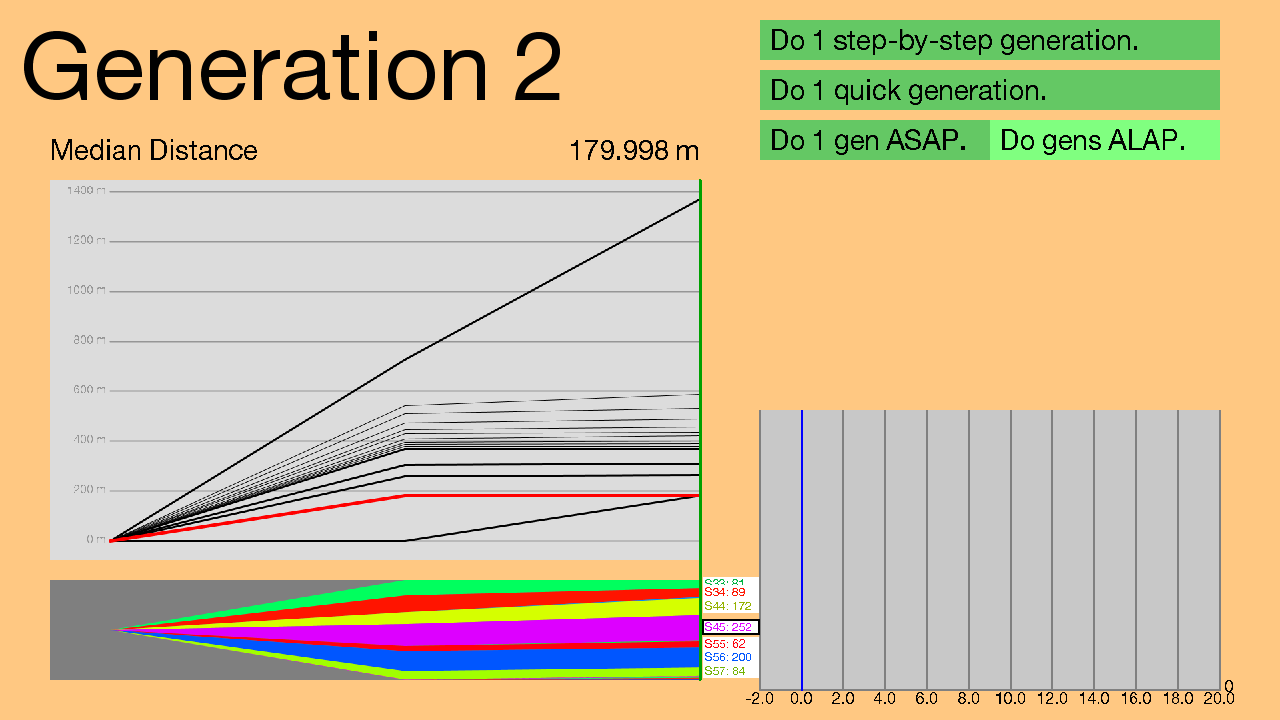 Generation 2
Do 1 step-by-step generation.
Do 1 quick generation.
Do 1 gen ASAP. Do gens ALAP.
Median Distance 179.998 m
1400 m
1200 m
1000 m
800 m
600 m
400 m
200 m
0 m
S33: 81
S34: 89
S44: 172
S45: 252
S55: 62
S56: 200
S57: 84
0
-2.0 0.0 2.0 4.0 6.0 8.0 10.0 12.0 14.0 16.0 18.0 20.0